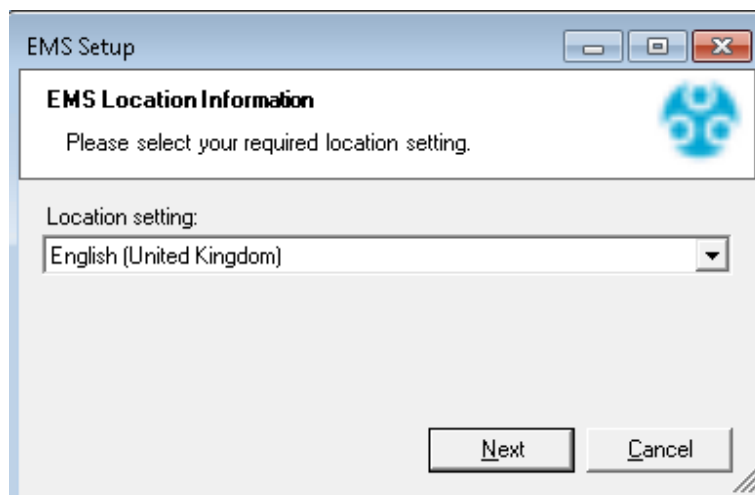 EMS Setup
EMS Location Information
Please select your required location setting.
Location setting:
English (United Kingdom)
Next
Cancel